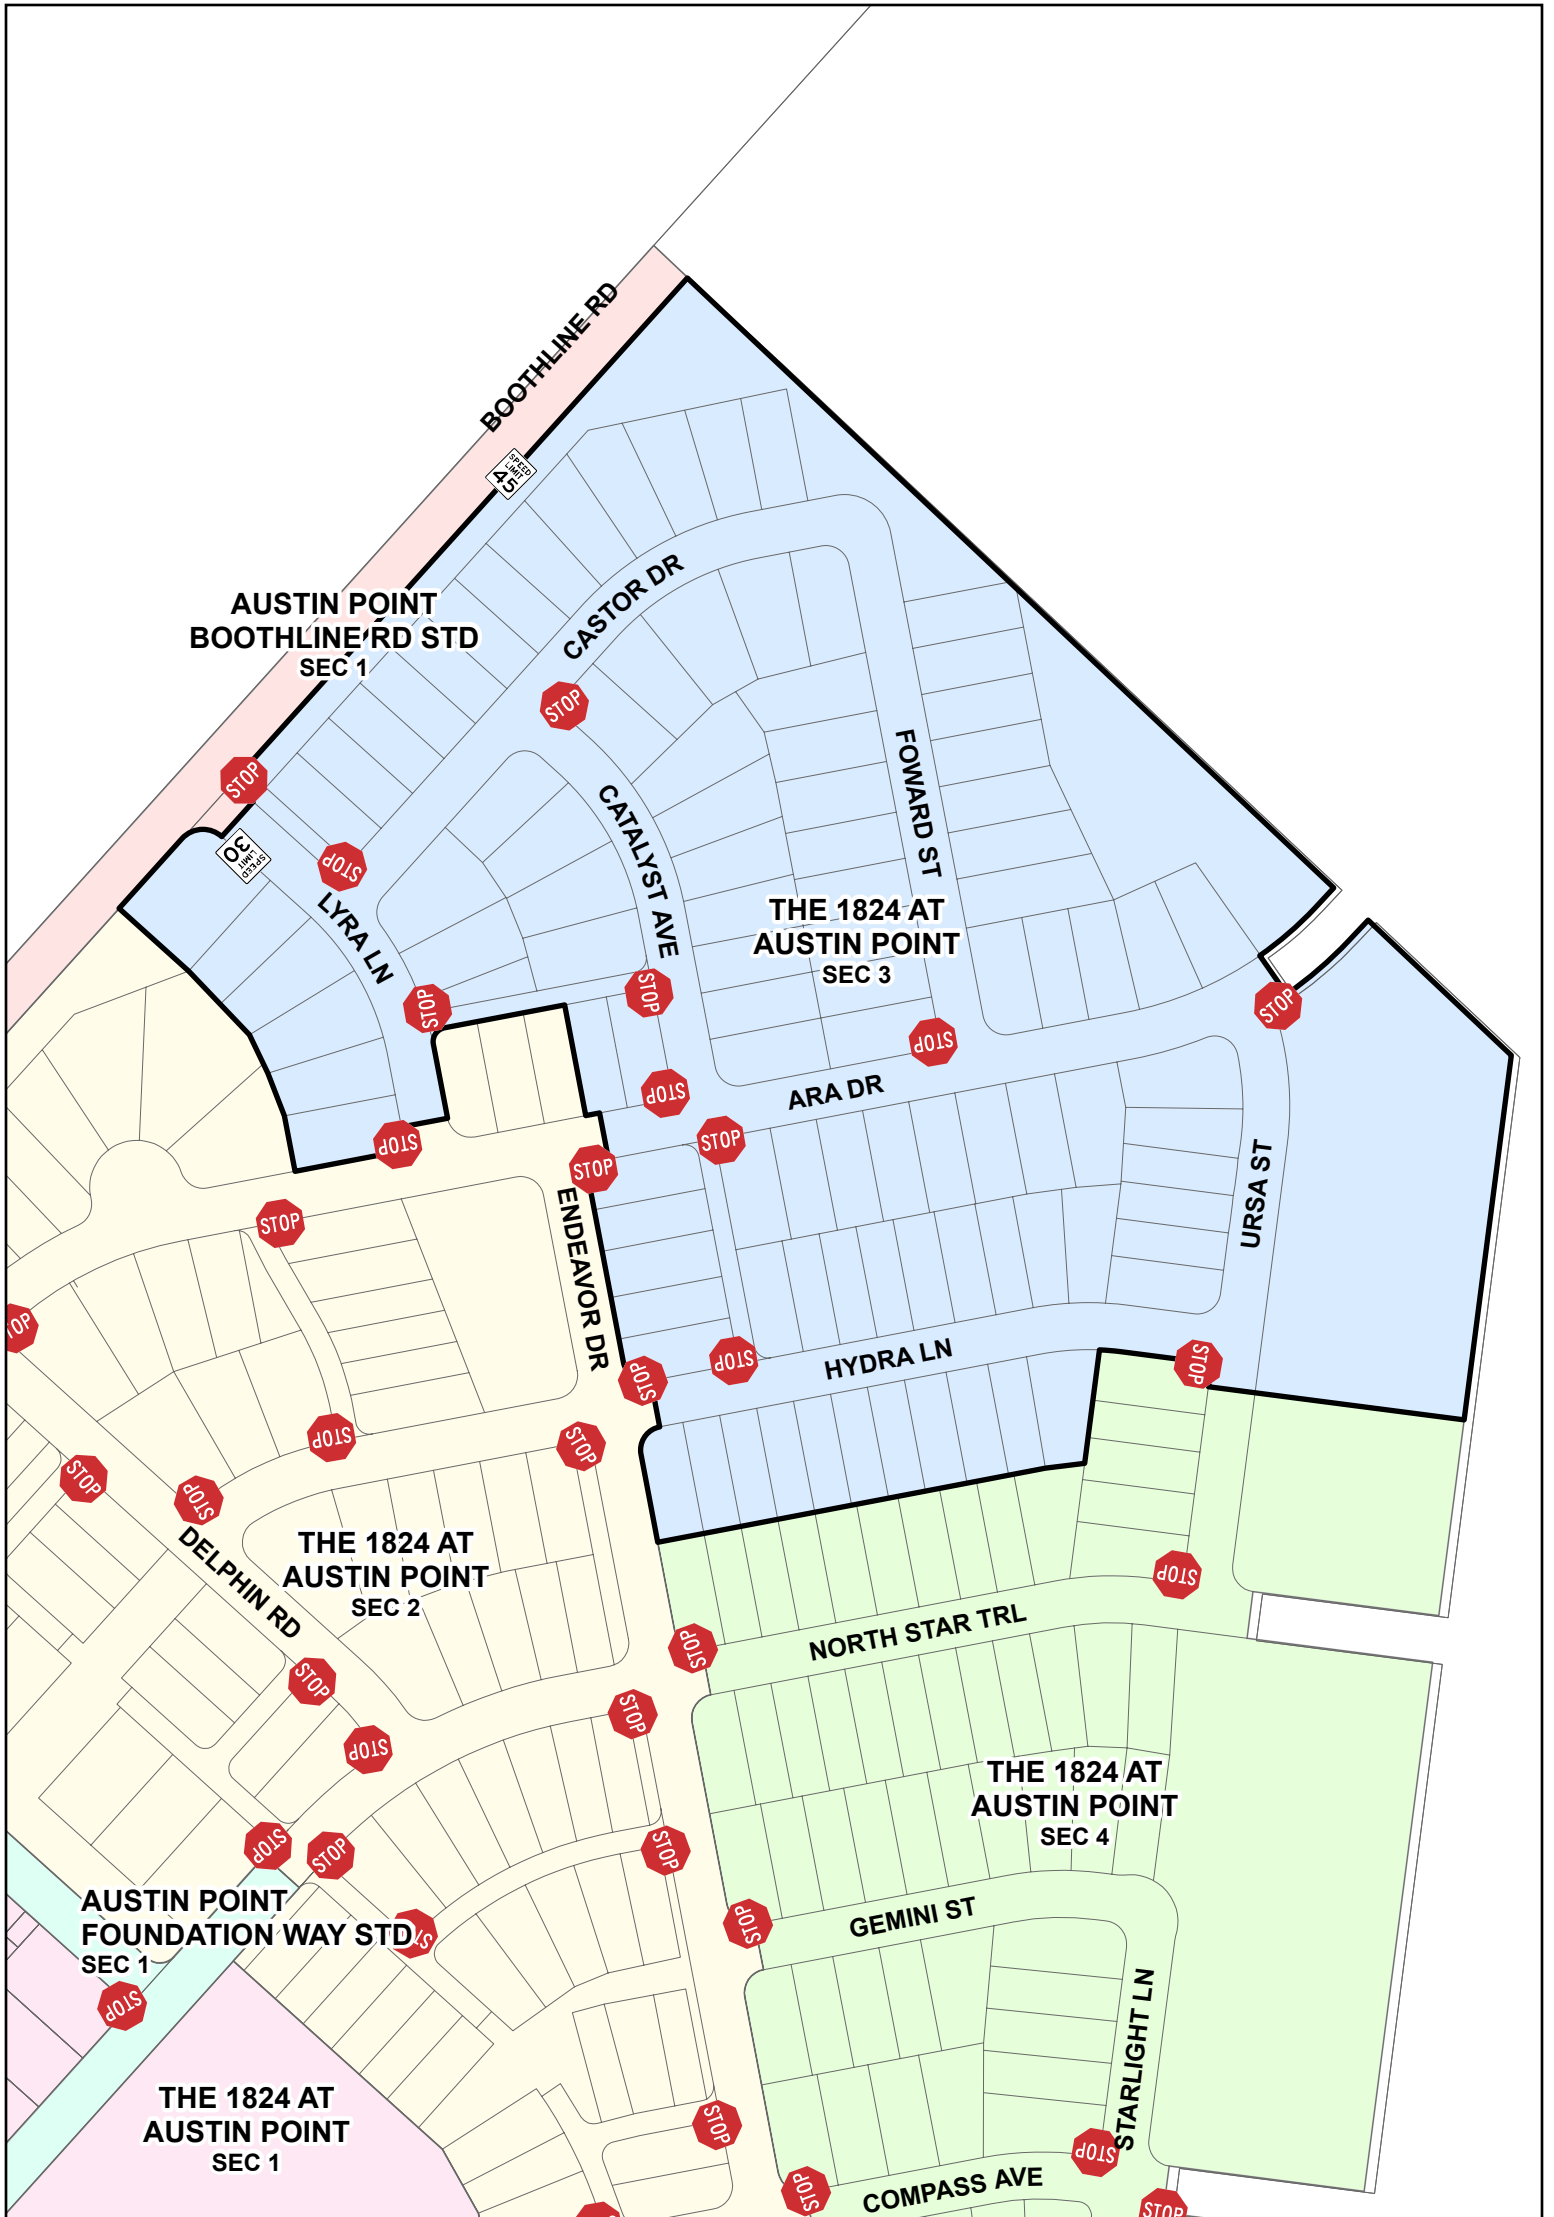 BOOTHLINE RD
SPEED
LIMIT
45
CASTOR DR
AUSTIN POINT
BOOTHLINE RD STD
SEC 1
STOP
STOP
FOWARD ST
CATALYST AVE
SPEED
LIMIT
30
STOP
LYRA LN
THE 1824 AT
AUSTIN POINT
SEC 3
STOP
STOP
STOP
STOP
ARA DR
STOP
STOP
STOP
STOP
URSA ST
ENDEAVOR DR
STOP
TOP
HYDRA LN
STOP
STOP
STOP
STOP
STOP
STOP
STOP
DELPHIN RD
THE 1824 AT
AUSTIN POINT
SEC 2
STOP
NORTH STAR TRL
STOP
STOP
STOP
STOP
THE 1824 AT
AUSTIN POINT
SEC 4
STOP
STOP
STOP
AUSTIN POINT
FOUNDATION WAY STD
SEC 1
GEMINI ST
STOP
STOP
STARLIGHT LN
THE 1824 AT
AUSTIN POINT
SEC 1
STOP
STOP
COMPASS AVE
STOP
STOP